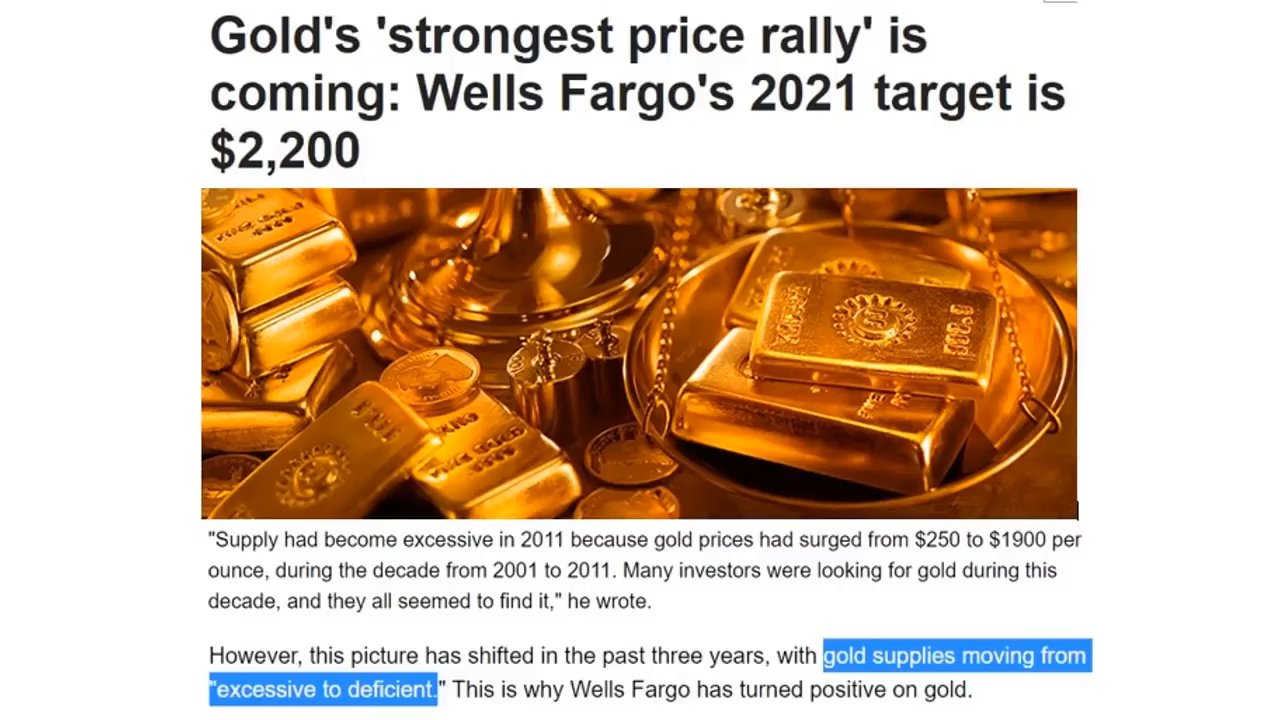 Gold's 'strongest price rally' is
coming: Wells Fargo's 2021 target is
$2,200
"Supply had become excessive in 2011 because gold prices had surged from $250 to $1900 per
ounce, during the decade from 2001 to 2011. Many investors were looking for gold during this
decade, and they all seemed to find it," he wrote.
However, this picture has shifted in the past three years, with gold supplies moving from
"excessive to deficient." This is why Wells Fargo has turned positive on gold.